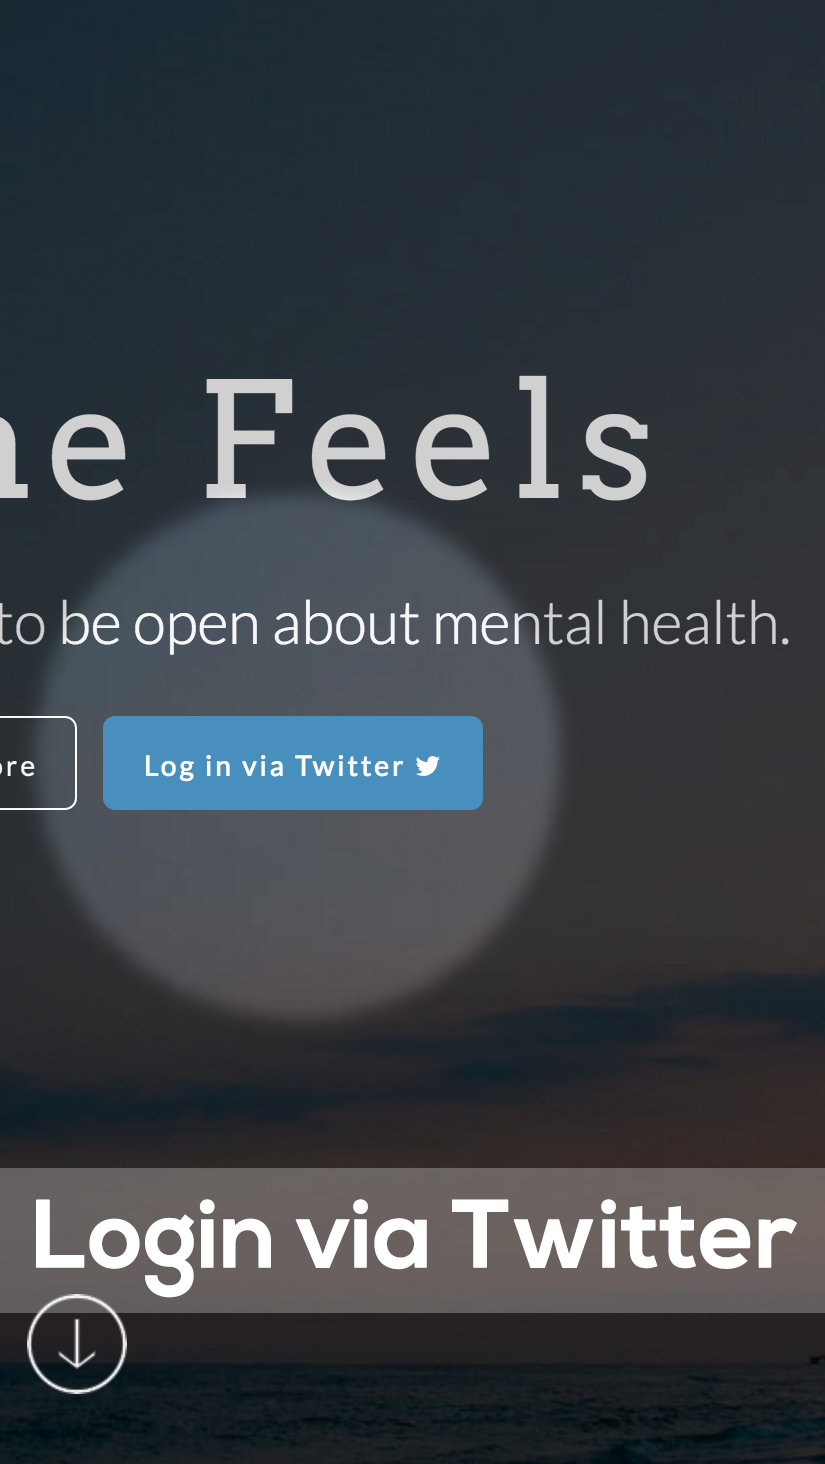 he Feels
to be open about mental health.
ore
Log in via Twitter
Login via Twitter